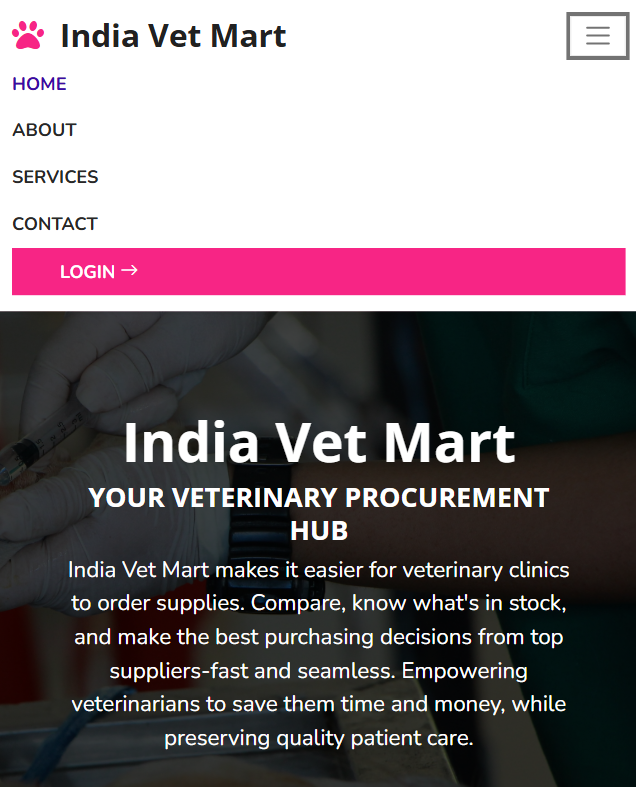 India Vet Mart
HOME
ABOUT
SERVICES
CONTACT
LOGIN →
India Vet Mart
YOUR VETERINARY PROCUREMENT
HUB
India Vet Mart makes it easier for veterinary clinics
to order supplies. Compare, know what's in stock,
and make the best purchasing decisions from top
suppliers-fast and seamless. Empowering
veterinarians to save them time and money, while
preserving quality patient care.